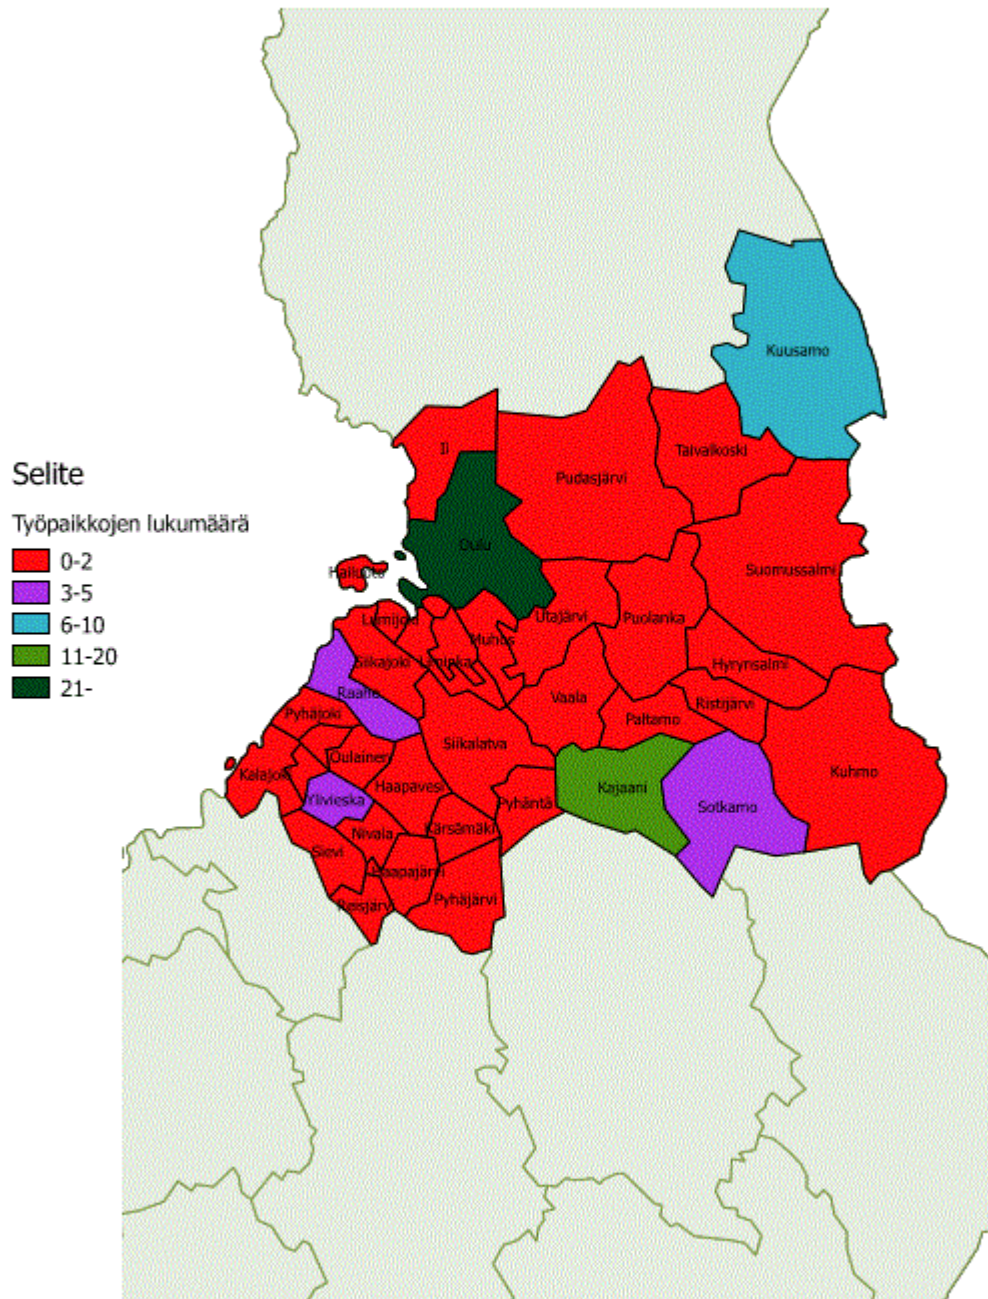 Selite
Työpaikkojen lukumäärä
0-2
3-5
6-10
11-20
21-
Kuusamo
Ii
Taivalkoski
Pudasjärvi
Oulu
Hailuoto
Suomussalmi
Lumijoki
Utajärvi
Puolanka
Muhos
Siikajoki
Liminka
Hyrynsalmi
Raahe
Vaala
Ristijärvi
Pyhäjoki
Paltamo
Siikalatva
Oulainen
Kalajoki
Haapavesi
Kajaani
Kuhmo
Ylivieska
Pyhäntä
Sotkamo
Nivala
Kärsämäki
Sievi
Haapajärvi
Reisjärvi
Pyhäjärvi